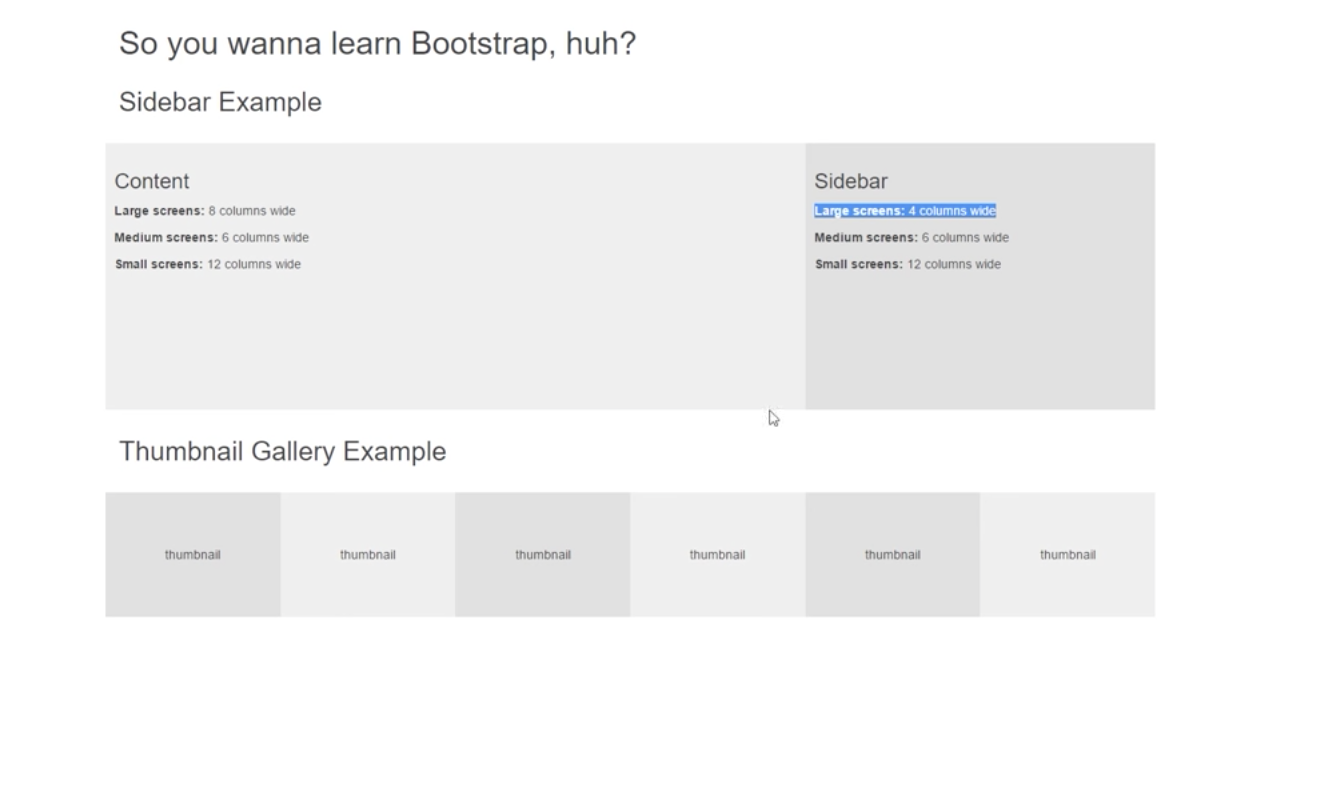 So you wanna learn Bootstrap, huh?
Sidebar Example
Content
Large screens: 8 columns wide
Medium screens: 6 columns wide
Small screens: 12 columns wide
Sidebar
Large screens: 4 columns wide
Medium screens: 6 columns wide
Small screens: 12 columns wide
Thumbnail Gallery Example
thumbnail
thumbnail
thumbnail
thumbnail
thumbnail
thumbnail